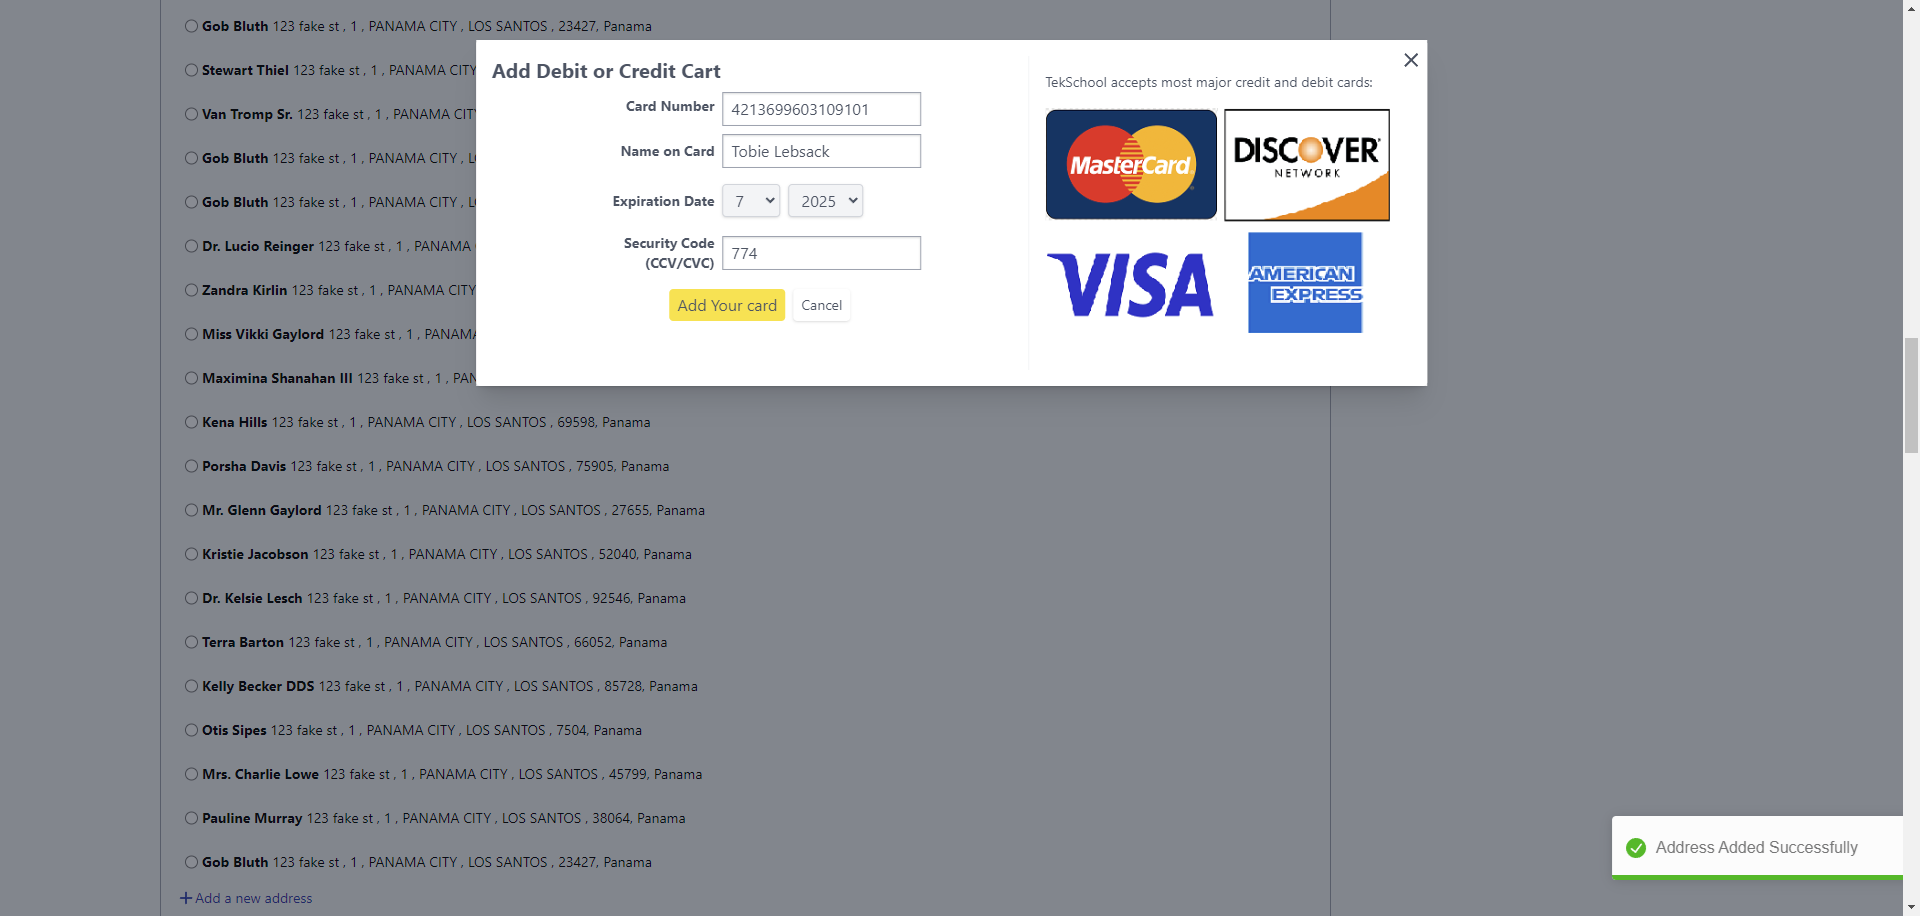 Gob Bluth 123 fake st , 1 , PANAMA CITY , LOS SANTOS , 23427, Panama
Stewart Thiel 123 fake st , 1 , PANAMA CITY
Van Tromp Sr. 123 fake st , 1 , PANAMA CIT
Gob Bluth 123 fake st , 1 , PANAMA CITY , L
Gob Bluth 123 fake st , 1 , PANAMA CITY , L
Dr. Lucio Reinger 123 fake st , 1 , PANAMA
Zandra Kirlin 123 fake st , 1 , PANAMA CITY
Miss Vikki Gaylord 123 fake st , 1 , PANAMA
Maximina Shanahan III 123 fake st , 1 , PAN
Kena Hills 123 fake st , 1 , PANAMA CITY , LOS SANTOS , 69598, Panama
Porsha Davis 123 fake st , 1 , PANAMA CITY , LOS SANTOS , 75905, Panama
Mr. Glenn Gaylord 123 fake st , 1 , PANAMA CITY , LOS SANTOS , 27655, Panama
Kristie Jacobson 123 fake st , 1 , PANAMA CITY , LOS SANTOS , 52040, Panama
Dr. Kelsie Lesch 123 fake st , 1 , PANAMA CITY , LOS SANTOS , 92546, Panama
Terra Barton 123 fake st , 1 , PANAMA CITY , LOS SANTOS , 66052, Panama
Kelly Becker DDS 123 fake st , 1 , PANAMA CITY , LOS SANTOS , 85728, Panama
Otis Sipes 123 fake st , 1 , PANAMA CITY , LOS SANTOS , 7504, Panama
Mrs. Charlie Lowe 123 fake st , 1 , PANAMA CITY , LOS SANTOS , 45799, Panama
Pauline Murray 123 fake st , 1 , PANAMA CITY , LOS SANTOS , 38064, Panama
Gob Bluth 123 fake st , 1 , PANAMA CITY , LOS SANTOS , 23427, Panama
+ Add a new address
Add Debit or Credit Cart
Card Number 4213699603109101
Name on Card Tobie Lebsack
Expiration Date 7 2025
Security Code
(CCV/CVC) 774
Add Your card Cancel
TekSchool accepts most major credit and debit cards:
MasterCard
DISCOVER
NETWORK
VISA
AMERICAN
EXPRESS
Address Added Successfully